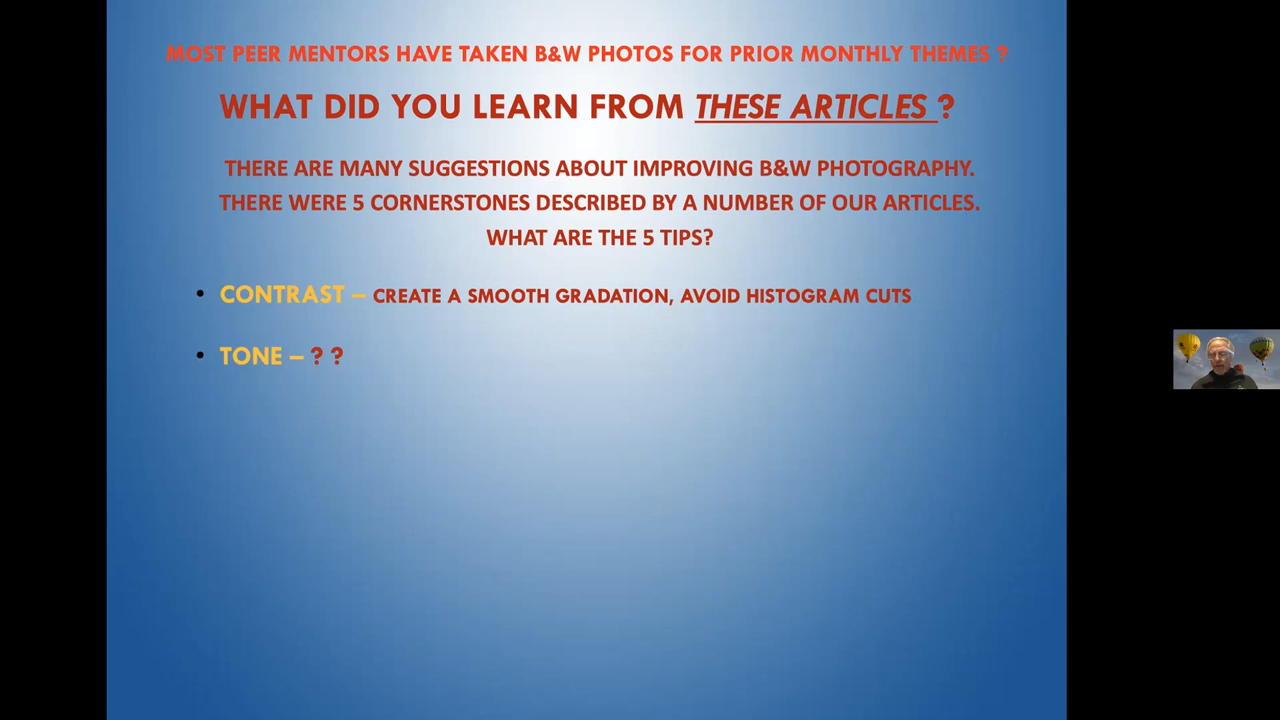 MOST PEER MENTORS HAVE TAKEN B&W PHOTOS FOR PRIOR MONTHLY THEMES ?
WHAT DID YOU LEARN FROM THESE ARTICLES ?
THERE ARE MANY SUGGESTIONS ABOUT IMPROVING B&W PHOTOGRAPHY.
THERE WERE 5 CORNERSTONES DESCRIBED BY A NUMBER OF OUR ARTICLES.
WHAT ARE THE 5 TIPS?
• CONTRAST – CREATE A SMOOTH GRADATION, AVOID HISTOGRAM CUTS
• TONE – ? ?